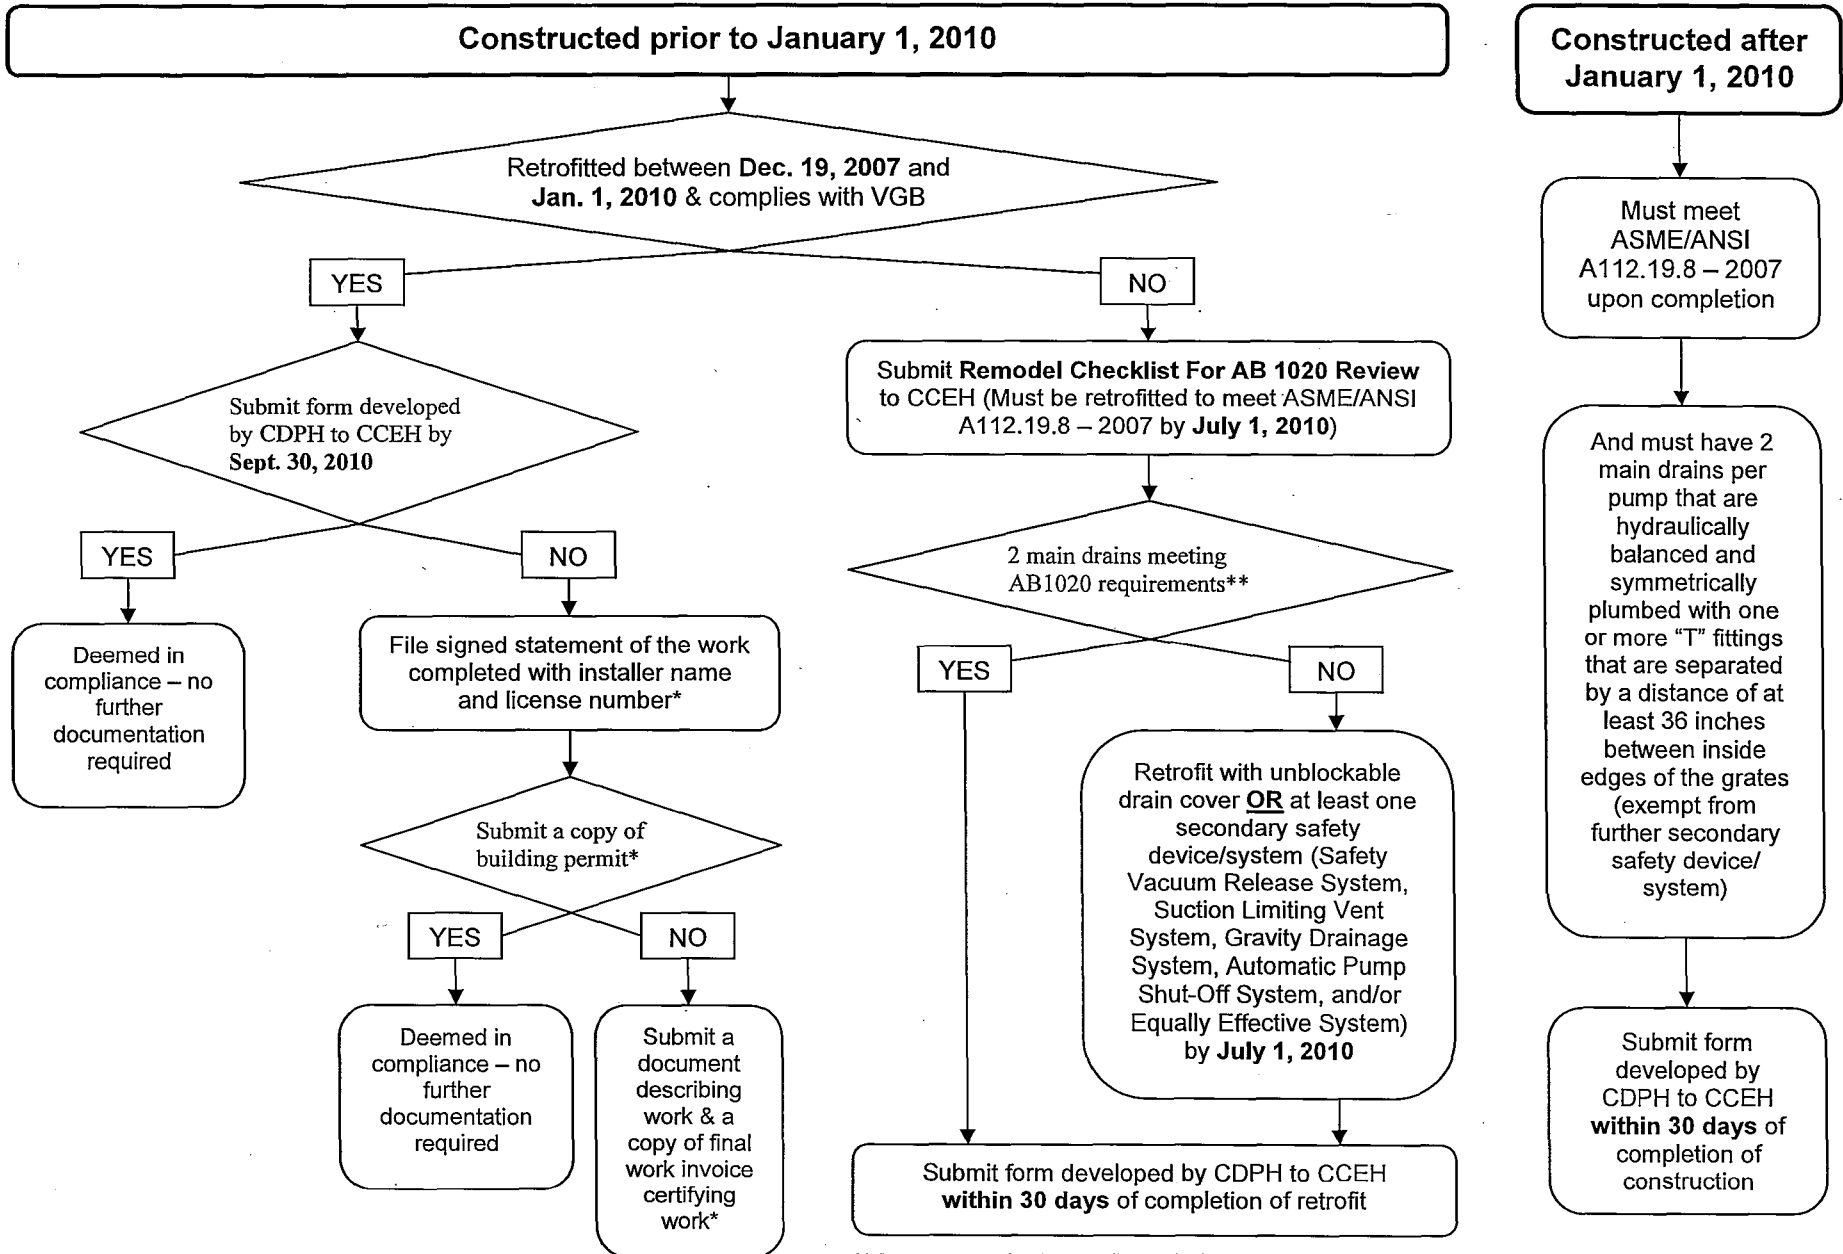 Constructed prior to January 1, 2010
Retrofitted between Dec. 19, 2007 and
Jan. 1, 2010 & complies with VGB
YES
NO
Submit form developed
by CDPH to CCEH by
Sept. 30, 2010
YES
NO
Deemed in
compliance – no
further
documentation
required
File signed statement of the work
completed with installer name
and license number*
Submit a copy of
building permit*
YES
NO
Deemed in
compliance – no
further
documentation
required
Submit a
document
describing
work & a
copy of final
work invoice
certifying
work*
Submit Remodel Checklist For AB 1020 Review
to CCEH (Must be retrofitted to meet ASME/ANSI
A112.19.8 – 2007 by July 1, 2010)
2 main drains meeting
AB1020 requirements**
YES
NO
Retrofit with unblockable
drain cover OR at least one
secondary safety
device/system (Safety
Vacuum Release System,
Suction Limiting Vent
System, Gravity Drainage
System, Automatic Pump
Shut-Off System, and/or
Equally Effective System)
by July 1, 2010
Submit form developed by CDPH to CCEH
within 30 days of completion of retrofit
Constructed after
January 1, 2010
Must meet
ASME/ANSI
A112.19.8 – 2007
upon completion
And must have 2
main drains per
pump that are
hydraulically
balanced and
symmetrically
plumbed with one
or more “T” fittings
that are separated
by a distance of at
least 36 inches
between inside
edges of the grates
(exempt from
further secondary
safety device/
system)
Submit form
developed by
CDPH to CCEH
within 30 days of
completion of
construction